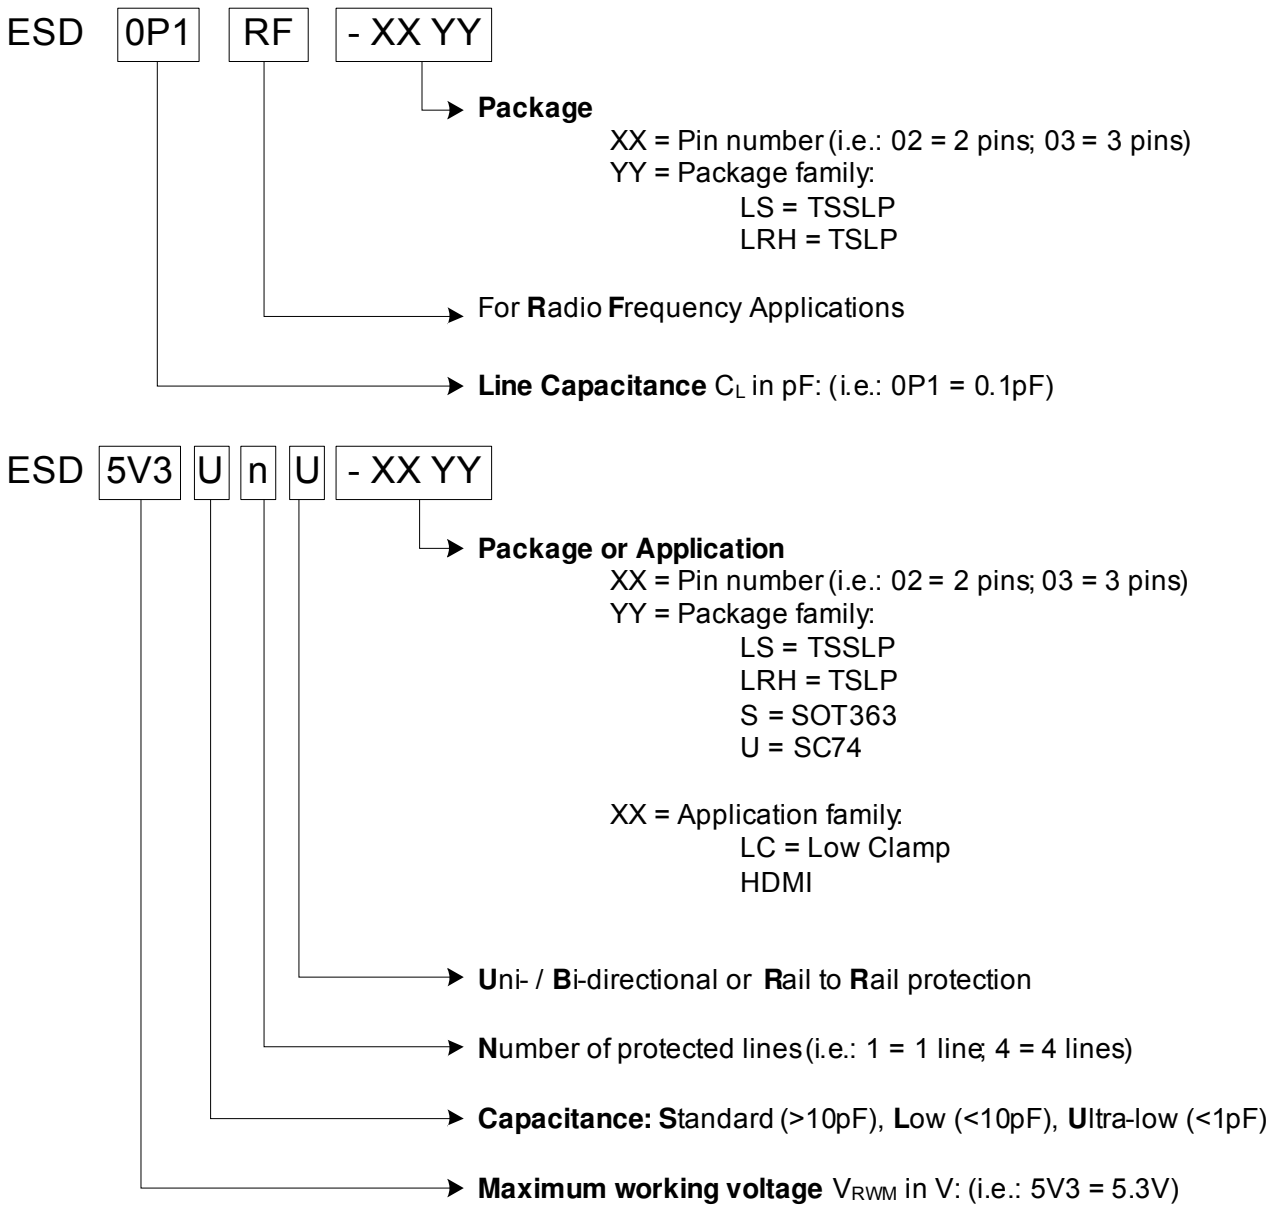 ESD 0P1 RF - XX YY
Package
XX = Pin number (i.e.: 02 = 2 pins; 03 = 3 pins)
YY = Package family:
LS = TSSLP
LRH = TSLP
For Radio Frequency Applications
Line Capacitance CL in pF: (i.e.: 0P1 = 0.1pF)
ESD 5V3 U n U - XX YY
Package or Application
XX = Pin number (i.e.: 02 = 2 pins; 03 = 3 pins)
YY = Package family:
LS = TSSLP
LRH = TSLP
S = SOT363
U = SC74
XX = Application family:
LC = Low Clamp
HDMI
Uni- / Bi-directional or Rail to Rail protection
Number of protected lines (i.e.: 1 = 1 line; 4 = 4 lines)
Capacitance: Standard (>10pF), Low (<10pF), Ultra-low (<1pF)
Maximum working voltage VRWM in V: (i.e.: 5V3 = 5.3V)